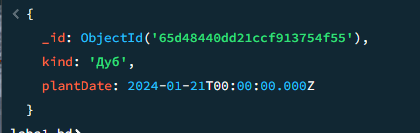 < {
_id: ObjectId('65d48440dd21ccf913754f55'),
kind: 'Дуб',
plantDate: 2024-01-21T00:00:00.000Z
}